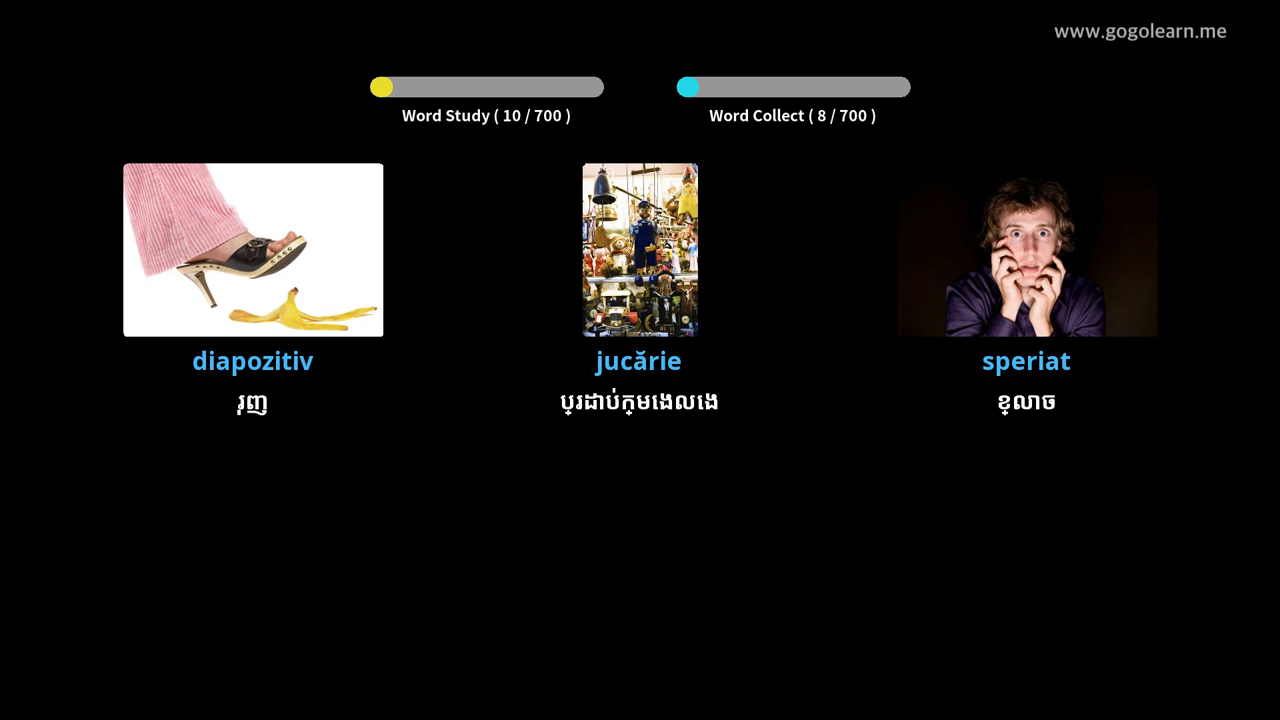 www.gogolearn.me
Word Study ( 10 / 700 )
Word Collect ( 8 / 700 )
diapozitiv
jucărie
speriat
រុញ
ប្រដាប់ក្មេងលេង
ខ្លាច